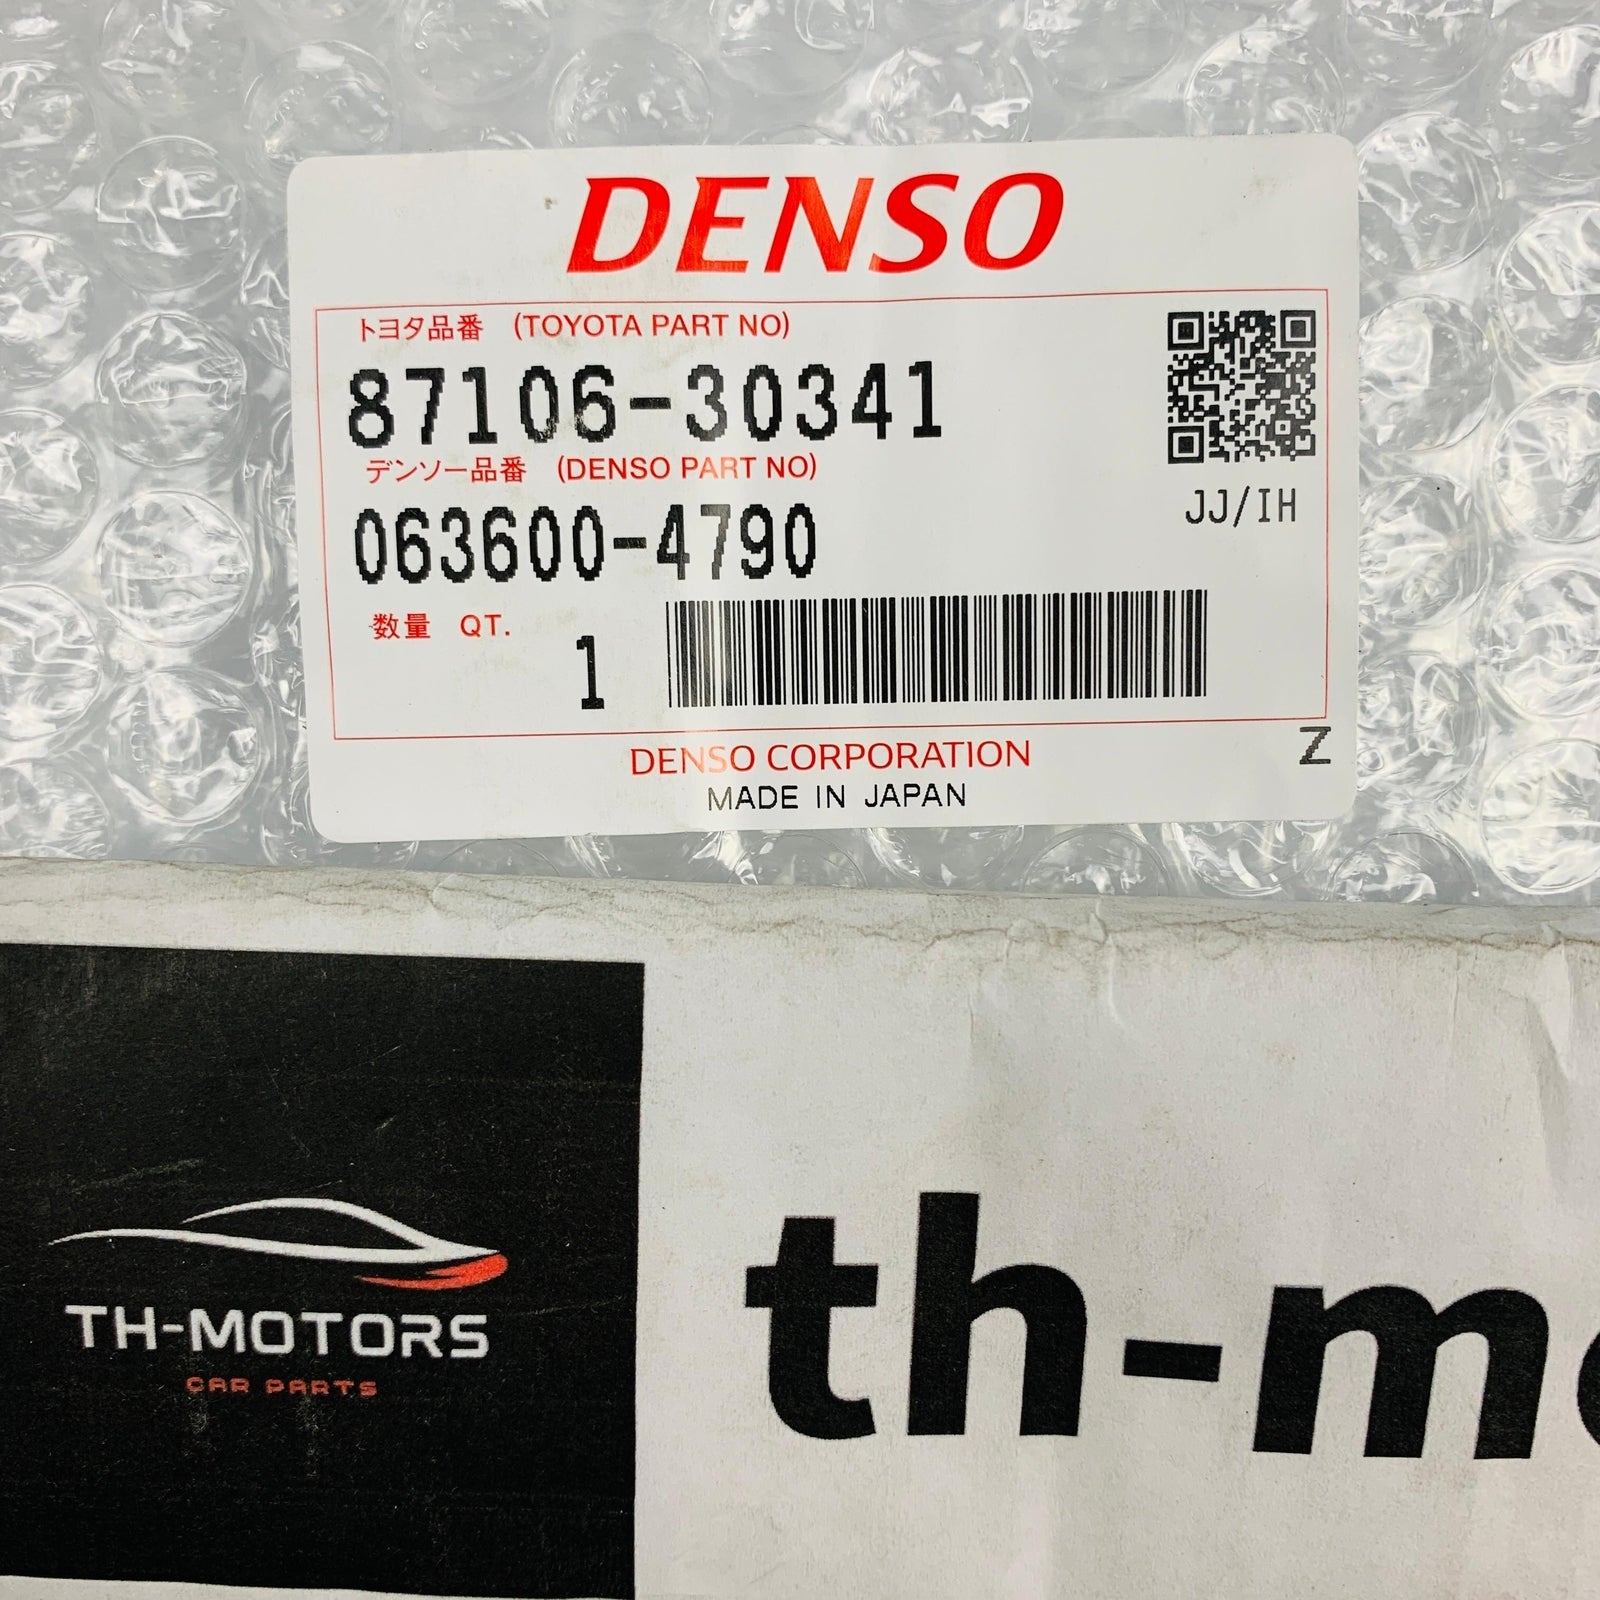 DENSO
トヨタ品番 (TOYOTA PART NO)
87106-30341
デンソー品番 (DENSO PART NO)
063600-4790
JJ/IH
数量 QT.
1
DENSO CORPORATION
Z
MADE IN JAPAN
TH-MOTORS
CAR PARTS
th-m